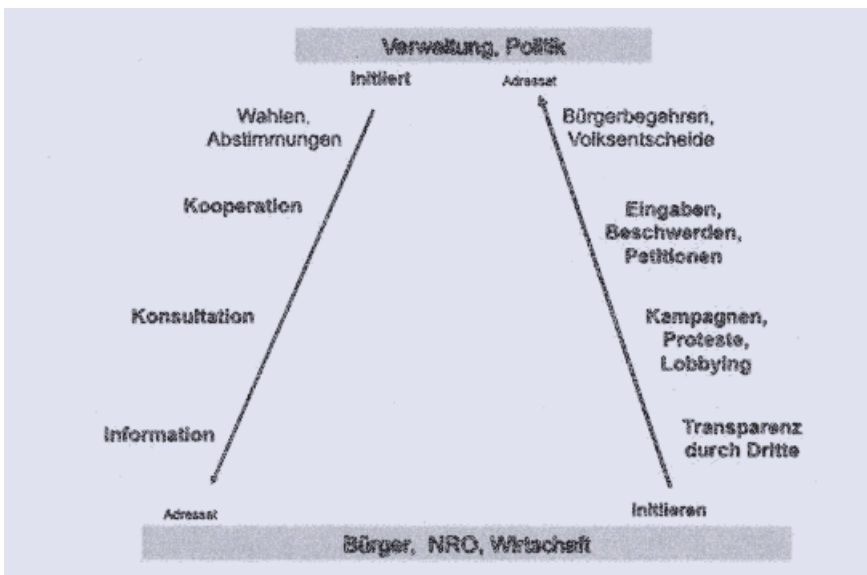 Verwaltung, Politik
Initiiert
Adressat
Wahlen,
Abstimmungen
Bürgerbegehren,
Volksentscheide
Kooperation
Eingaben,
Beschwerden,
Petitionen
Konsultation
Kampagnen,
Proteste,
Lobbying
Information
Transparenz
durch Dritte
Adressat
Initiieren
Bürger, NRO, Wirtschaft